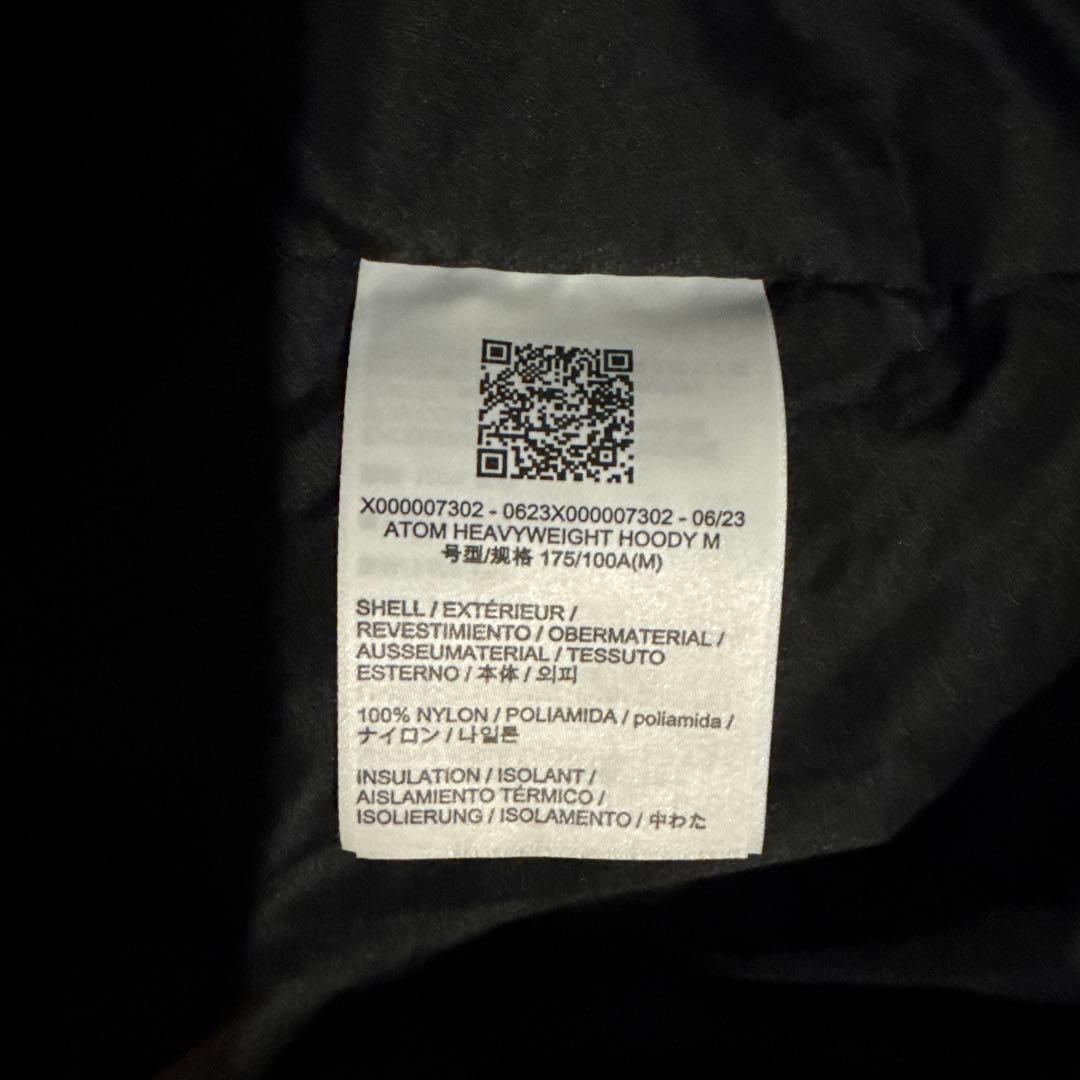 X000007302 - 0623X000007302 - 06/23
ATOM HEAVYWEIGHT HOODY M
号型/规格 175/100A(M)
SHELL / EXTÉRIEUR /
REVESTIMIENTO / OBERMATERIAL /
AUSSEUMATERIAL / TESSUTO
ESTERNO / 本体 / 외피
100% NYLON / POLIAMIDA / poliamida /
ナイロン / 나일론
INSULATION / ISOLANT /
AISLAMIENTO TÉRMICO /
ISOLIERUNG / ISOLAMENTO / 中わた